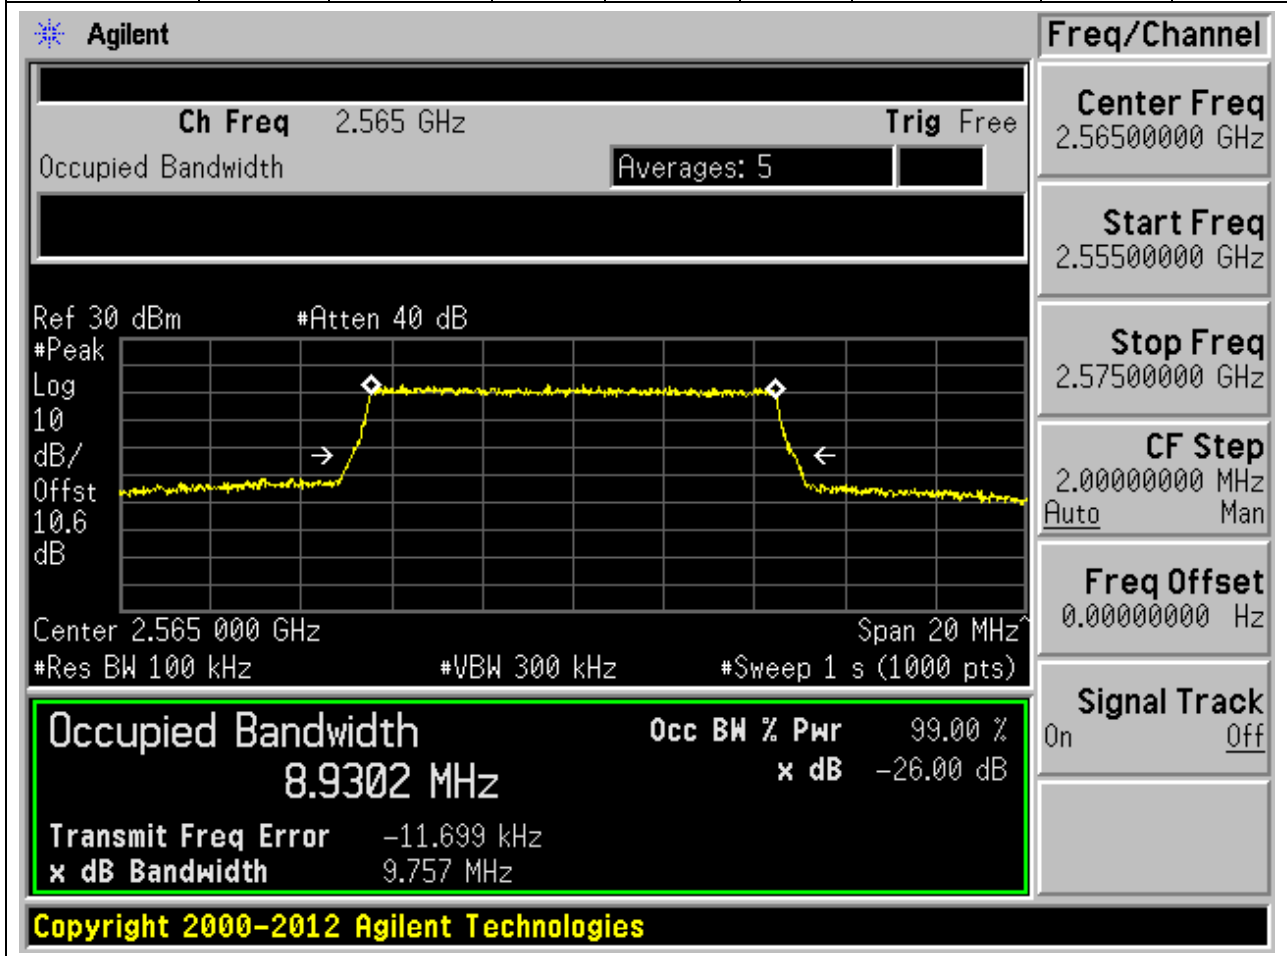 Agilent
Freq/Channel
Ch Freq 2.565 GHz Trig Free
Occupied Bandwidth Averages: 5
Center Freq
2.56500000 GHz
Start Freq
2.55500000 GHz
Stop Freq
2.57500000 GHz
CF Step
2.00000000 MHz
Auto Man
Freq Offset
0.00000000 Hz
Signal Track
On Off
Ref 30 dBm #Atten 40 dB
#Peak
Log
10
dB/
Offst
10.6
dB
Center 2.565 000 GHz Span 20 MHz^
#Res BW 100 kHz #VBW 300 kHz #Sweep 1 s (1000 pts)
Occupied Bandwidth Occ BW % Pwr 99.00 %
8.9302 MHz x dB -26.00 dB
Transmit Freq Error -11.699 kHz
x dB Bandwidth 9.757 MHz
Copyright 2000-2012 Agilent Technologies